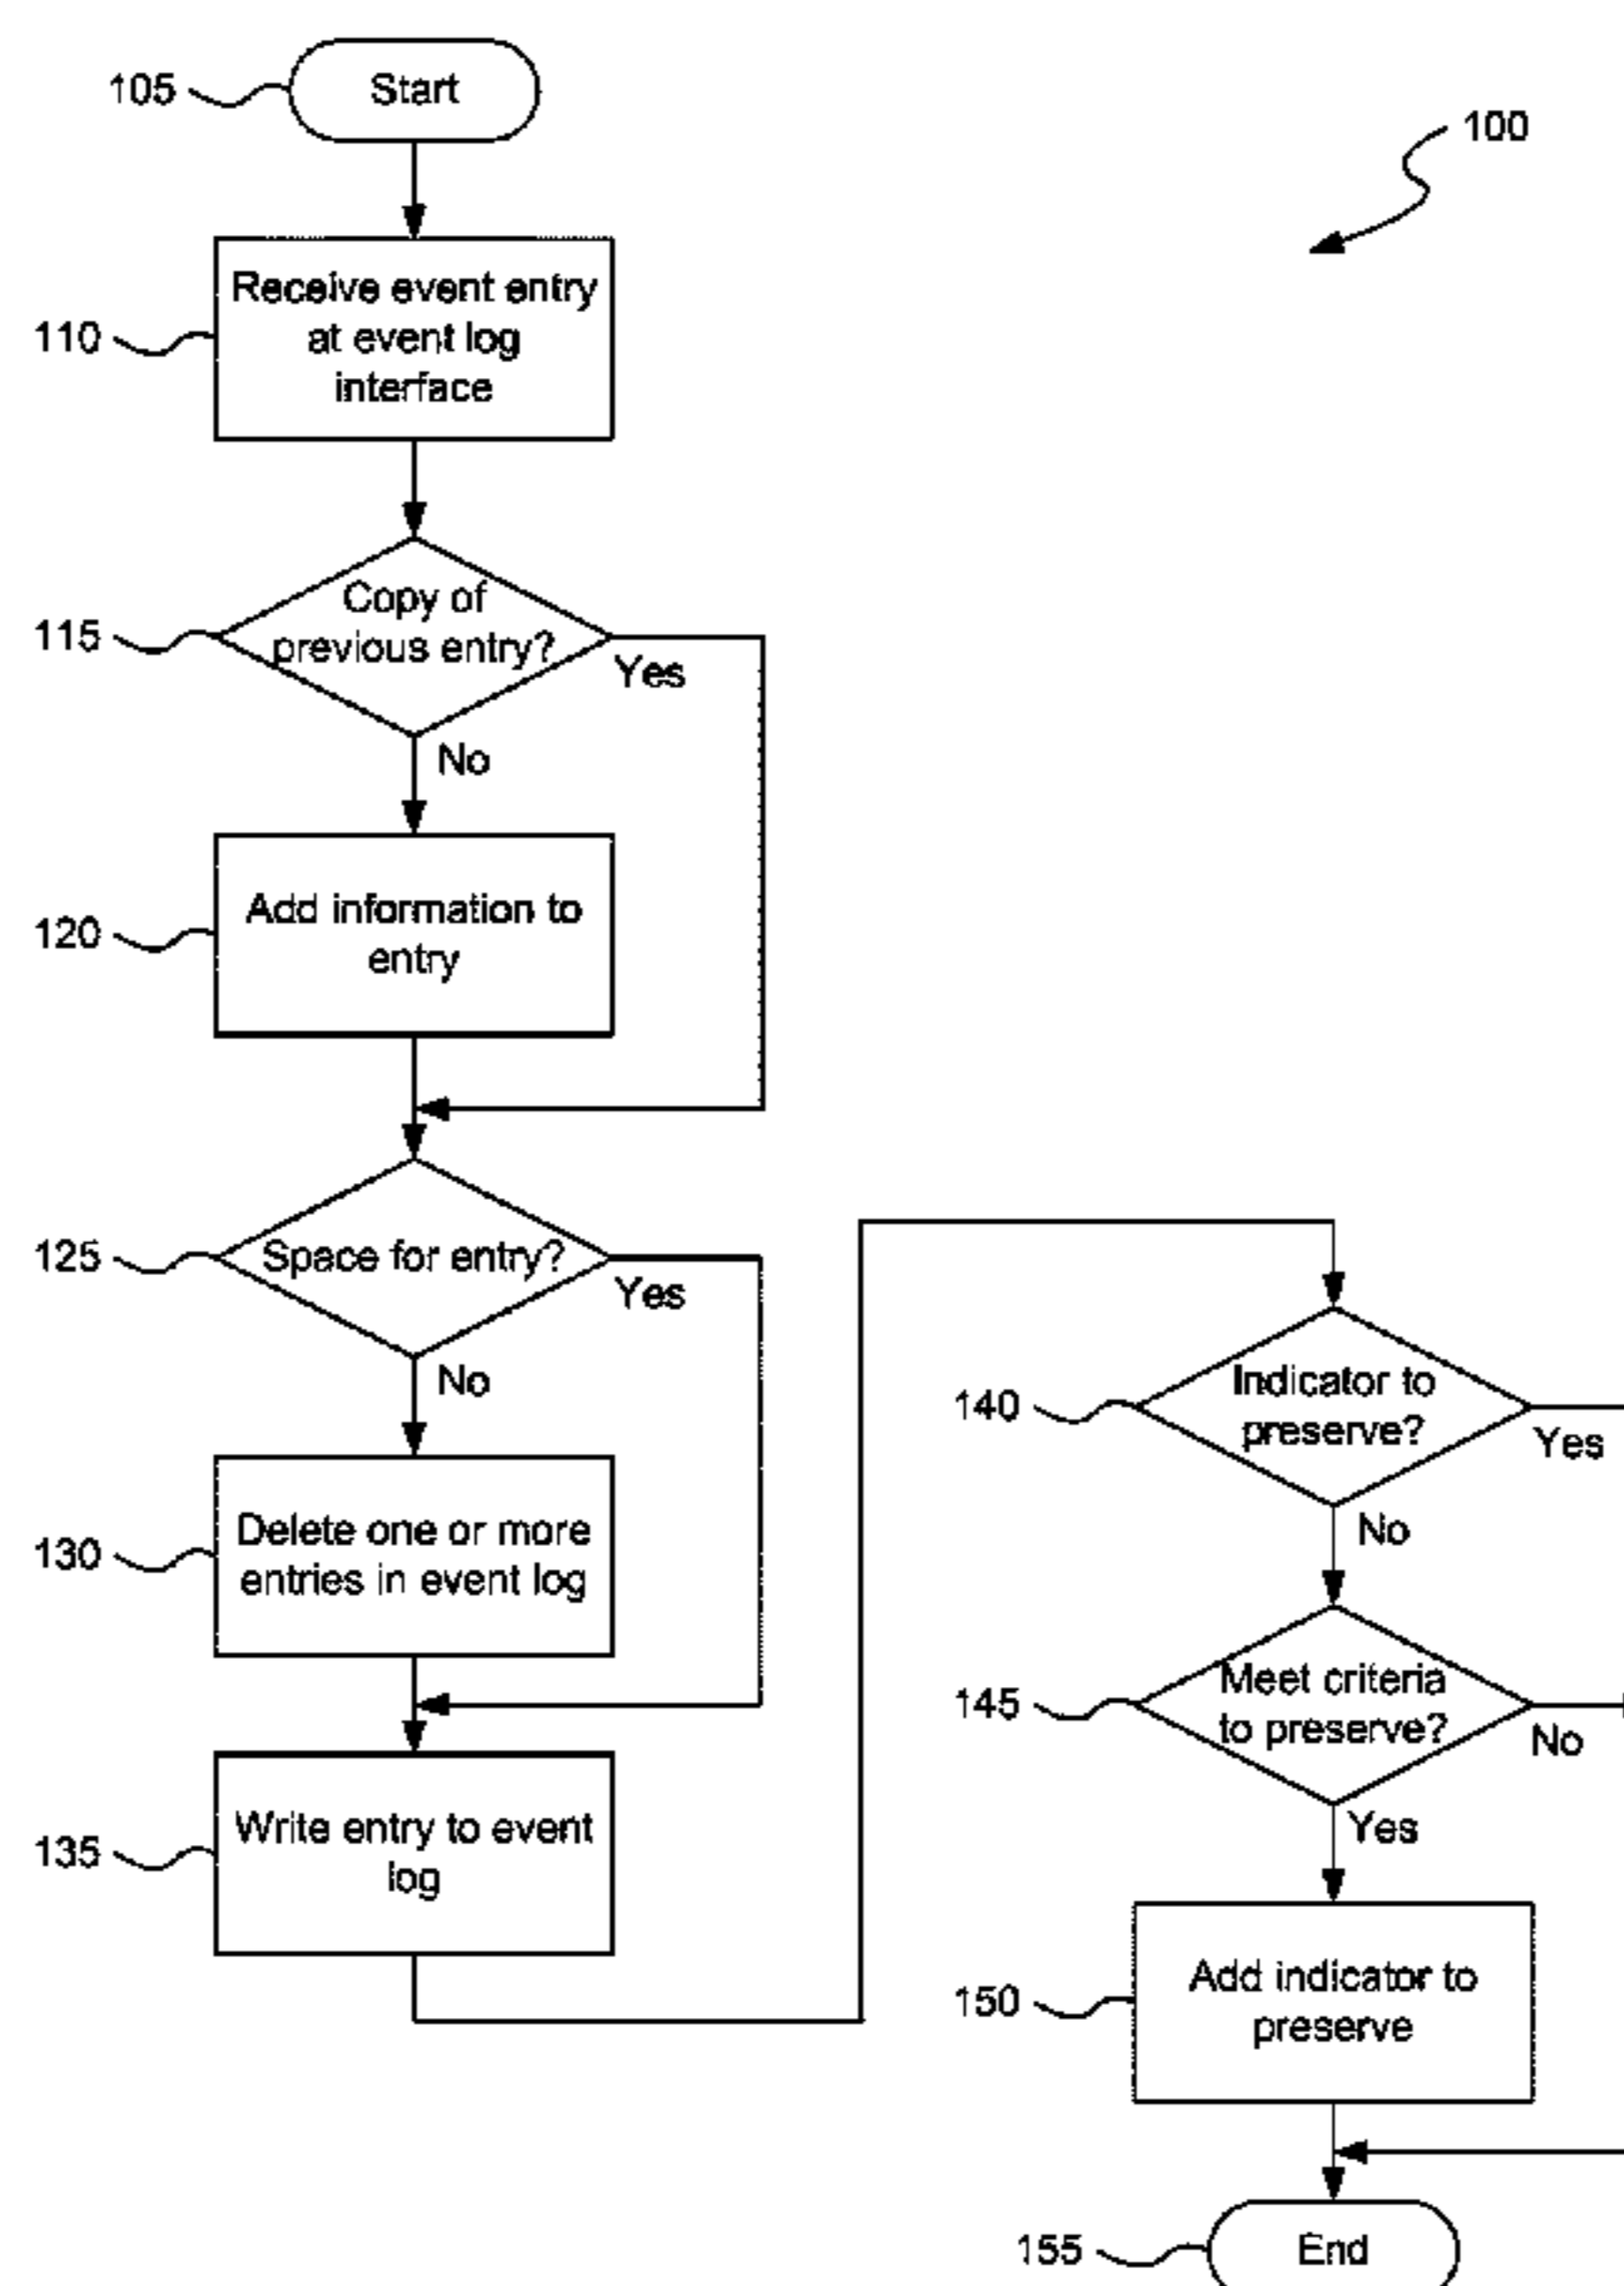 105
Start
100
110
Receive event entry
at event log
interface
115
Copy of
previous entry?
Yes
No
120
Add information to
entry
125
Space for entry?
Yes
No
130
Delete one or more
entries in event log
135
Write entry to event
log
140
Indicator to
preserve?
Yes
No
145
Meet criteria
to preserve?
No
Yes
150
Add indicator to
preserve
155
End